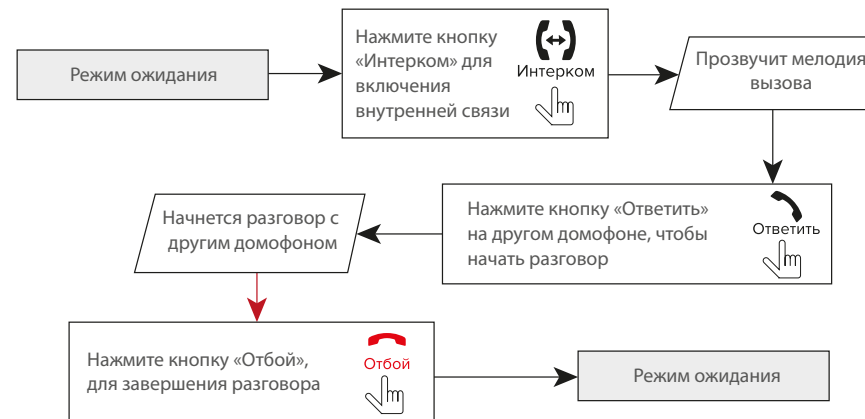 Режим ожидания
Нажмите кнопку
«Интерком» для
включения
внутренней связи
Интерком
Прозвучит мелодия
вызова
Начнется разговор с
другим домофоном
Нажмите кнопку «Ответить»
на другом домофоне, чтобы
начать разговор
Ответить
Нажмите кнопку «Отбой»,
для завершения разговора
Отбой
Режим ожидания